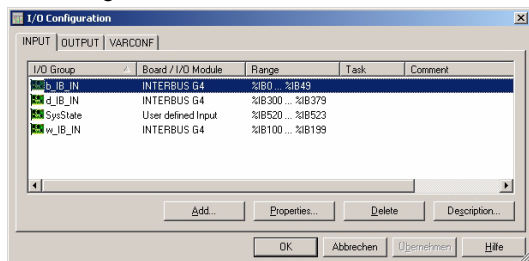 I/O Configuration
INPUT OUTPUT VARCONF
I/O Group Board / I/O Module Range Task Comment
b_IB_IN INTERBUS G4 %IB0 ... %IB49
d_IB_IN INTERBUS G4 %IB300 ... %IB379
SysState User defined Input %IB520 ... %IB523
w_IB_IN INTERBUS G4 %IB100 ... %IB199
Add... Properties... Delete Description...
OK Abbrechen Übernehmen Hilfe